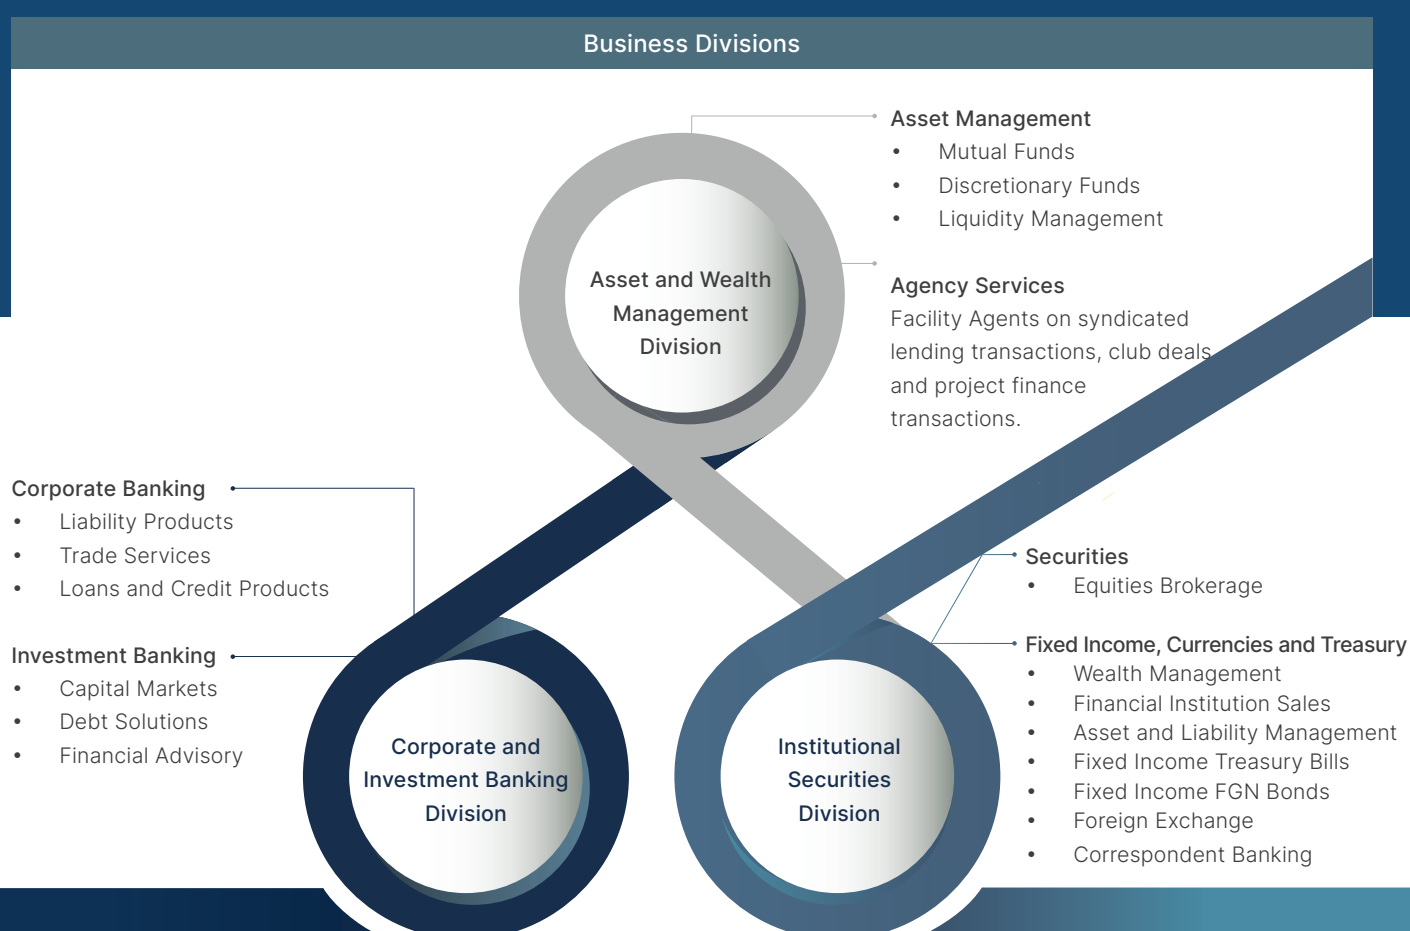 Business Divisions
Asset Management
• Mutual Funds
• Discretionary Funds
• Liquidity Management
Asset and Wealth
Management
Division
Agency Services
Facility Agents on syndicated
lending transactions, club deals
and project finance
transactions.
Corporate Banking
• Liability Products
• Trade Services
• Loans and Credit Products
Investment Banking
• Capital Markets
• Debt Solutions
• Financial Advisory
Corporate and
Investment Banking
Division
Institutional
Securities
Division
Securities
• Equities Brokerage
Fixed Income, Currencies and Treasury
• Wealth Management
• Financial Institution Sales
• Asset and Liability Management
• Fixed Income Treasury Bills
• Fixed Income FGN Bonds
• Foreign Exchange
• Correspondent Banking